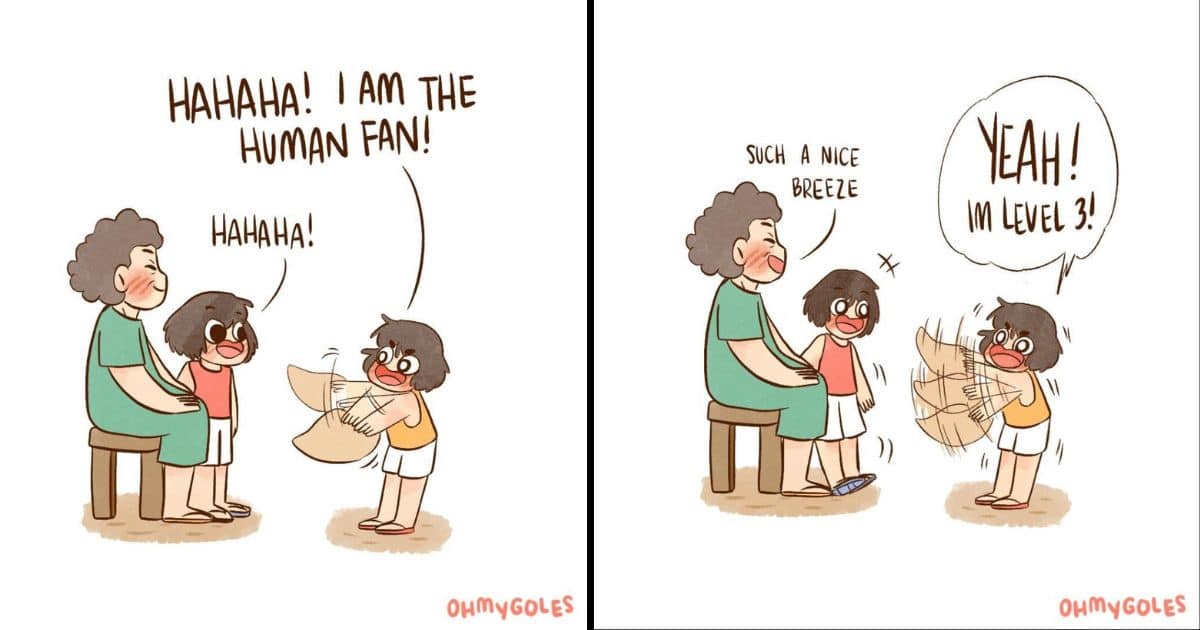 HAHAHA! I AM THE
HUMAN FAN!
HAHAHA!
OHMYGOLES
SUCH A NICE
BREEZE
YEAH!
IM LEVEL 3!
OHMYGOLES